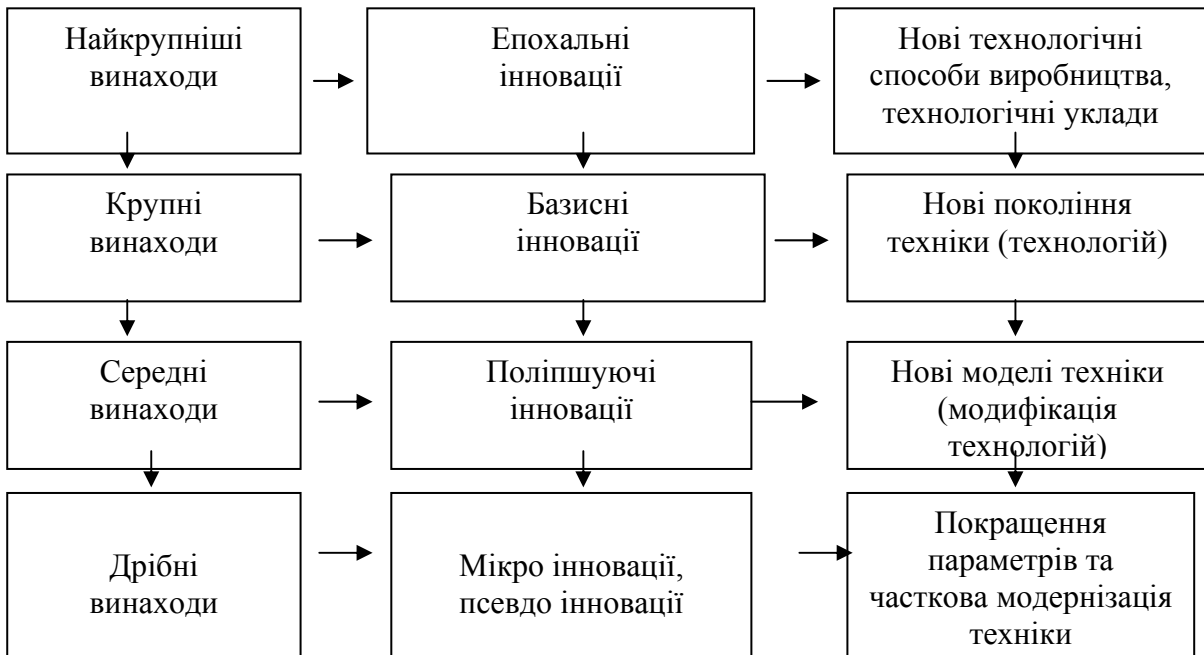 Найкрупніші
винаходи
Епохальні
інновації
Нові технологічні
способи виробництва,
технологічні уклади
Крупні
винаходи
Базисні
інновації
Нові покоління
техніки (технологій)
Середні
винаходи
Поліпшуючі
інновації
Нові моделі техніки
(модифікація
технологій)
Дрібні
винаходи
Мікро інновації,
псевдо інновації
Покращення
параметрів та
часткова модернізація
техніки